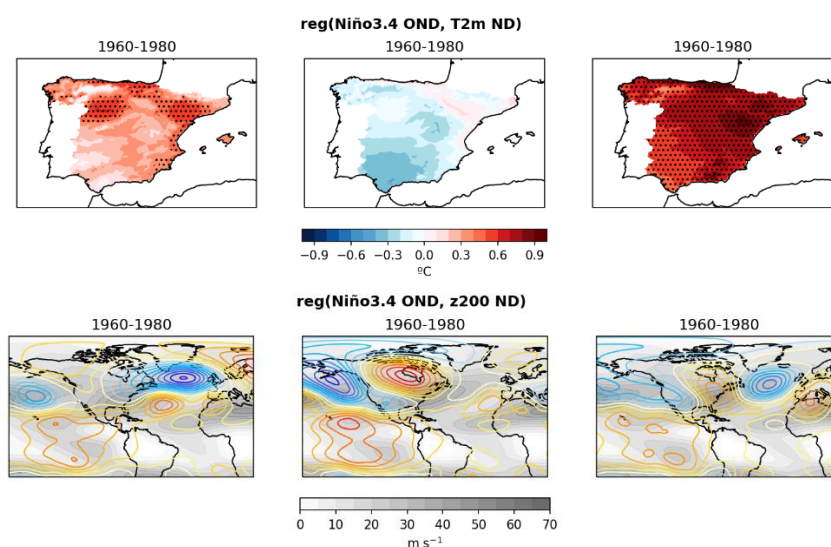 reg(Niño3.4 OND, T2m ND)
1960-1980 1960-1980 1960-1980
−0.9 −0.6 −0.3 0.0 0.3 0.6 0.9
ºC
reg(Niño3.4 OND, z200 ND)
1960-1980 1960-1980 1960-1980
0 10 20 30 40 50 60 70
m s⁻¹